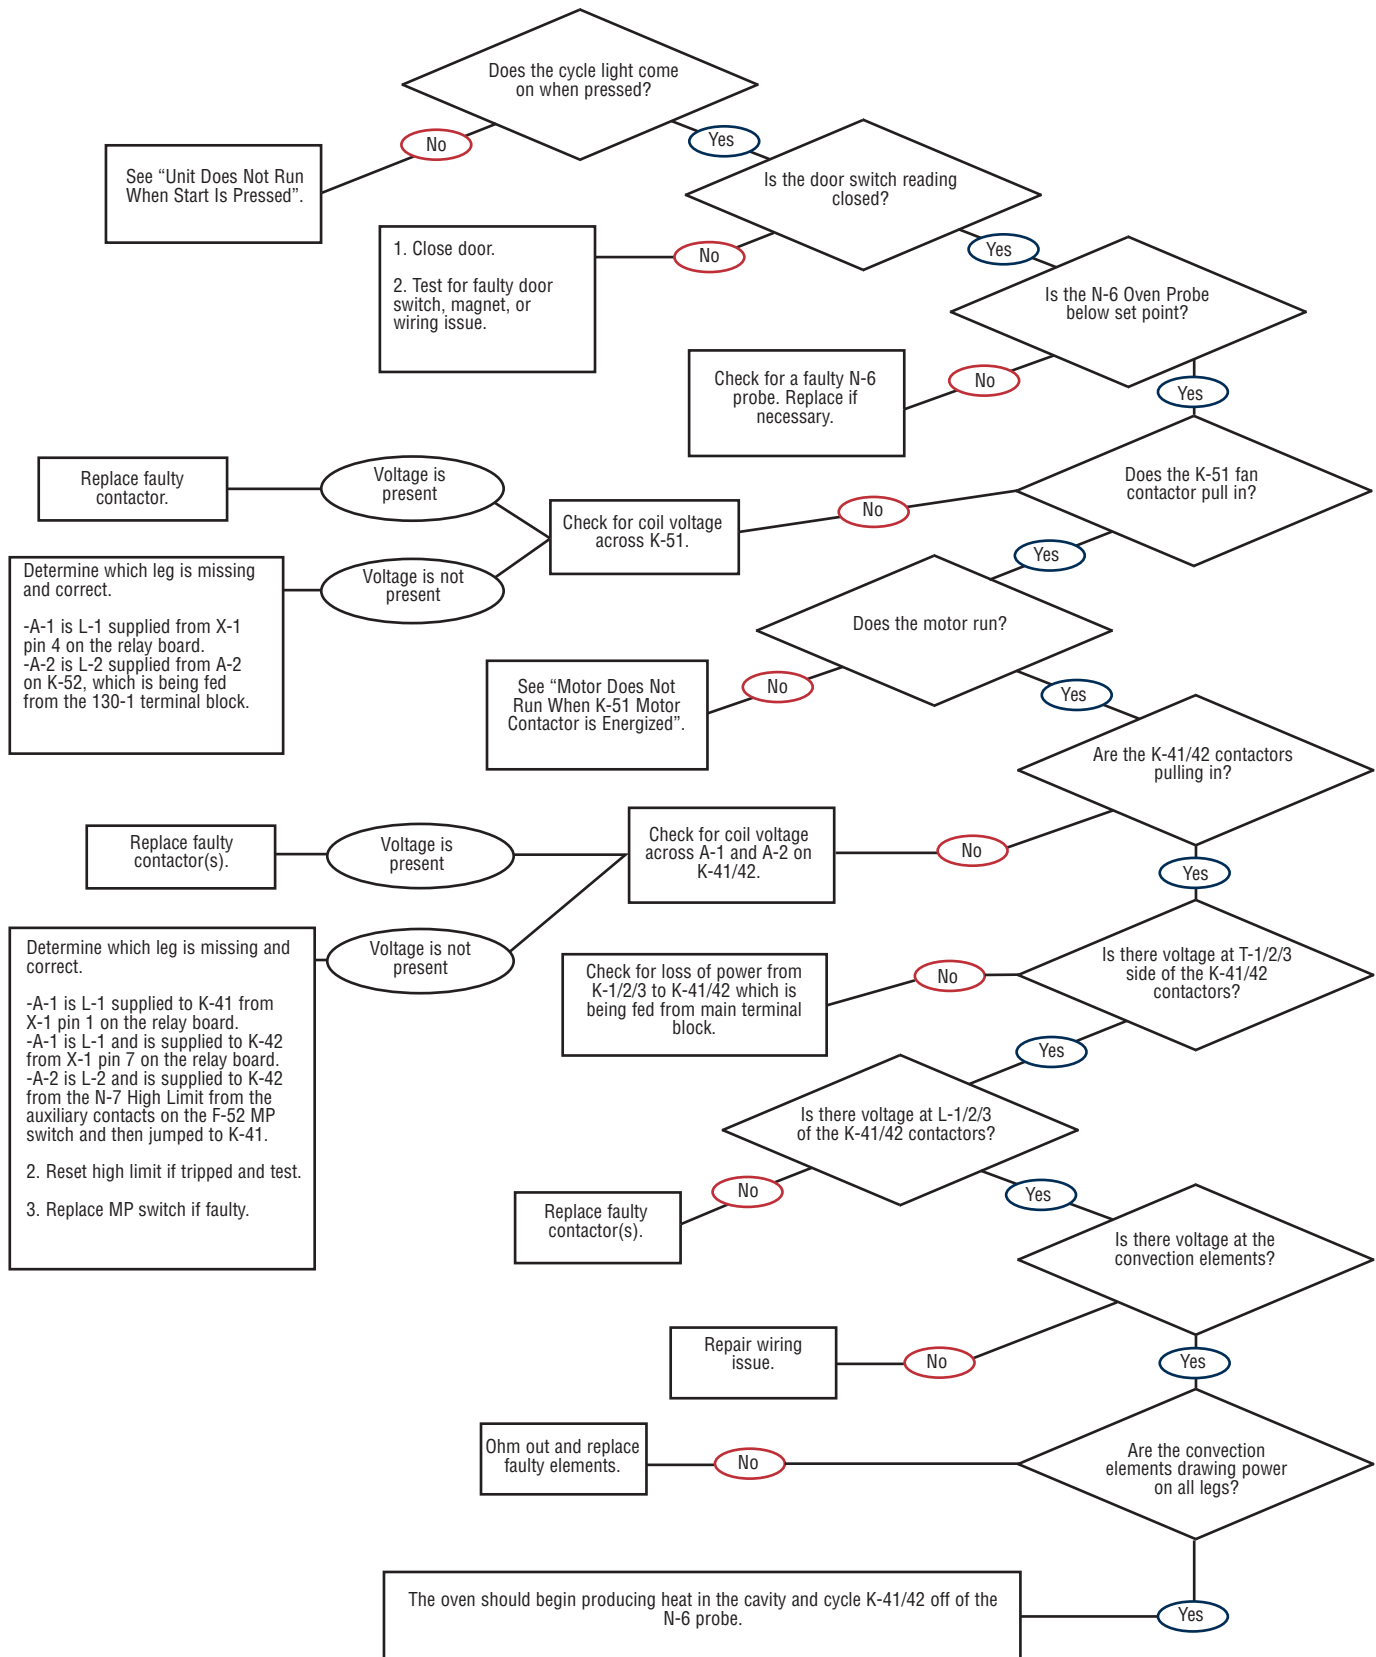 Does the cycle light come
on when pressed?
No
Yes
See “Unit Does Not Run
When Start Is Pressed”.
Is the door switch reading
closed?
No
Yes
1. Close door.
2. Test for faulty door
switch, magnet, or
wiring issue.
Is the N-6 Oven Probe
below set point?
No
Yes
Check for a faulty N-6
probe. Replace if
necessary.
Does the K-51 fan
contactor pull in?
No
Yes
Check for coil voltage
across K-51.
Voltage is
present
Replace faulty
contactor.
Voltage is not
present
Determine which leg is missing
and correct.
-A-1 is L-1 supplied from X-1
pin 4 on the relay board.
-A-2 is L-2 supplied from A-2
on K-52, which is being fed
from the 130-1 terminal block.
Does the motor run?
No
Yes
See “Motor Does Not
Run When K-51 Motor
Contactor is Energized”.
Are the K-41/42 contactors
pulling in?
No
Yes
Check for coil voltage
across A-1 and A-2 on
K-41/42.
Voltage is
present
Replace faulty
contactor(s).
Voltage is not
present
Determine which leg is missing and
correct.
-A-1 is L-1 supplied to K-41 from
X-1 pin 1 on the relay board.
-A-1 is L-1 and is supplied to K-42
from X-1 pin 7 on the relay board.
-A-2 is L-2 and is supplied to K-42
from the N-7 High Limit from the
auxiliary contacts on the F-52 MP
switch and then jumped to K-41.
2. Reset high limit if tripped and test.
3. Replace MP switch if faulty.
Is there voltage at T-1/2/3
side of the K-41/42
contactors?
No
Yes
Check for loss of power from
K-1/2/3 to K-41/42 which is
being fed from main terminal
block.
Is there voltage at L-1/2/3
of the K-41/42 contactors?
No
Yes
Replace faulty
contactor(s).
Is there voltage at the
convection elements?
No
Yes
Repair wiring
issue.
Are the convection
elements drawing power
on all legs?
No
Yes
Ohm out and replace
faulty elements.
The oven should begin producing heat in the cavity and cycle K-41/42 off of the
N-6 probe.